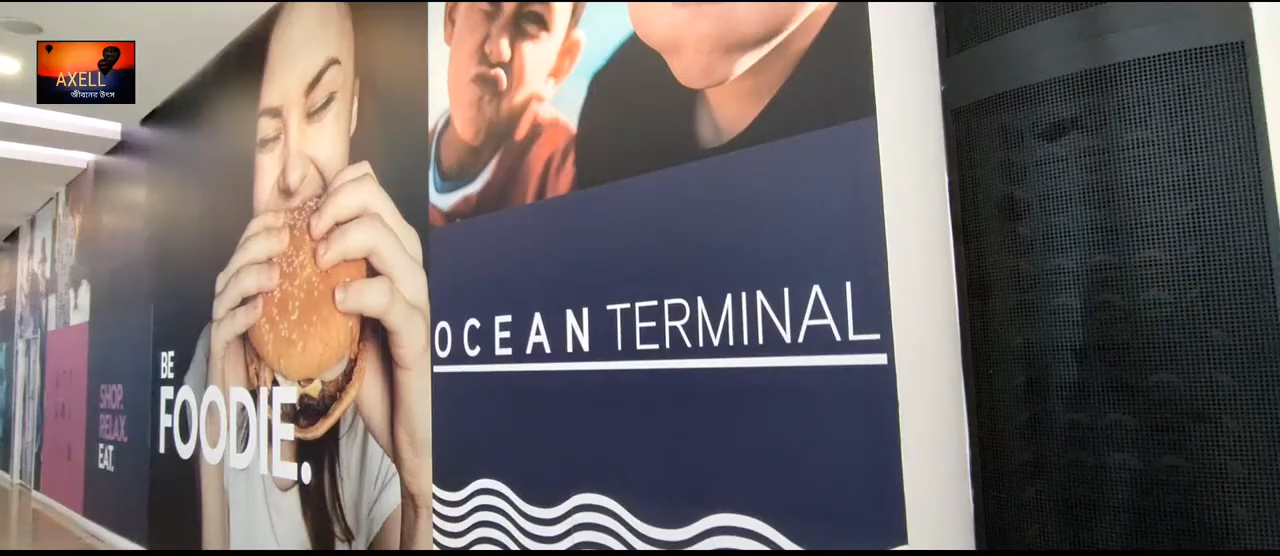 AXELL
জীবনের উৎস
SHOP.
RELAX.
EAT.
BE
FOODIE.
OCEAN TERMINAL